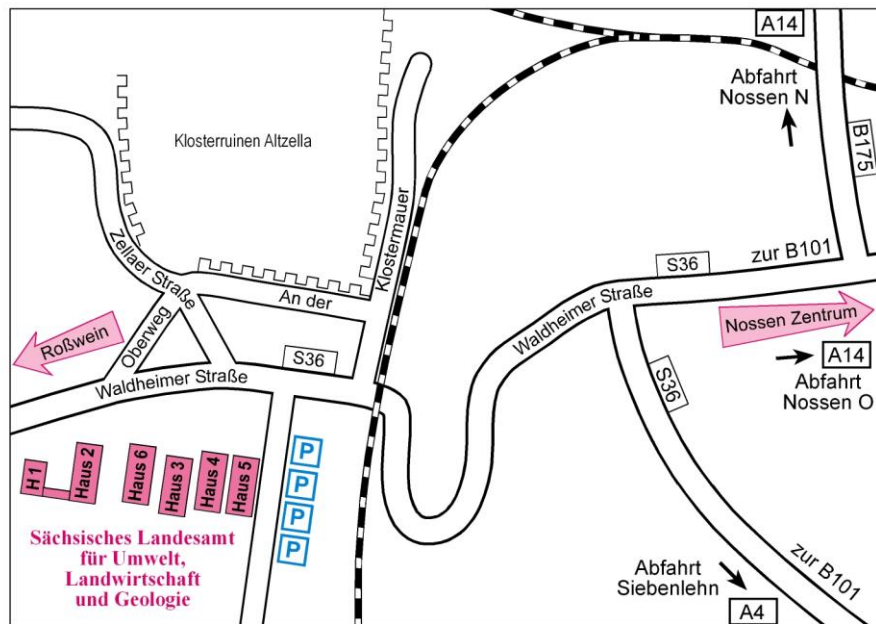 A14
Abfahrt
Nossen N
B175
Klosterruinen Altzella
Klostermauer
Zellaer Straße
An der
zur B101
S36
Waldheimer Straße
Nossen Zentrum
Roßwein
Oberweg
S36
Waldheimer Straße
A14
Abfahrt
Nossen O
S36
H 1
Haus 2
Haus 6
Haus 3
Haus 4
Haus 5
P
P
P
P
Sächsisches Landesamt
für Umwelt,
Landwirtschaft
und Geologie
Abfahrt
Siebenlehn
zur B101
A4